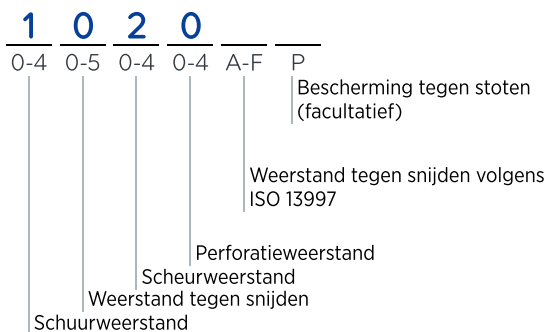 1 0 2 0
0-4 0-5 0-4 0-4 A-F P
Bescherming tegen stoten
(facultatief)
Weerstand tegen snijden volgens
ISO 13997
Perforatieweerstand
Scheurweerstand
Weerstand tegen snijden
Schuurweerstand